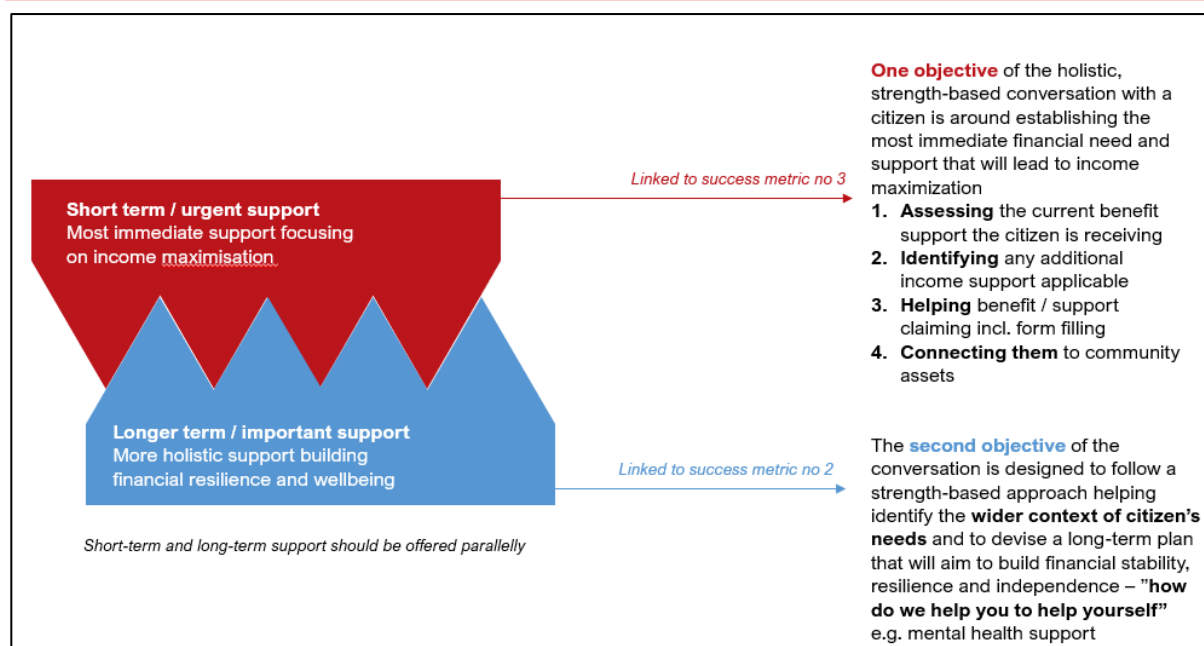 Short term / urgent support
Most immediate support focusing
on income maximisation
Longer term / important support
More holistic support building
financial resilience and wellbeing
Short-term and long-term support should be offered parallelly
Linked to success metric no 3
Linked to success metric no 2
One objective of the holistic,
strength-based conversation with a
citizen is around establishing the
most immediate financial need and
support that will lead to income
maximization
1. Assessing the current benefit
support the citizen is receiving
2. Identifying any additional
income support applicable
3. Helping benefit / support
claiming incl. form filling
4. Connecting them to community
assets
The second objective of the
conversation is designed to follow a
strength-based approach helping
identify the wider context of citizen's
needs and to devise a long-term plan
that will aim to build financial stability,
resilience and independence – "how
do we help you to help yourself"
e.g. mental health support